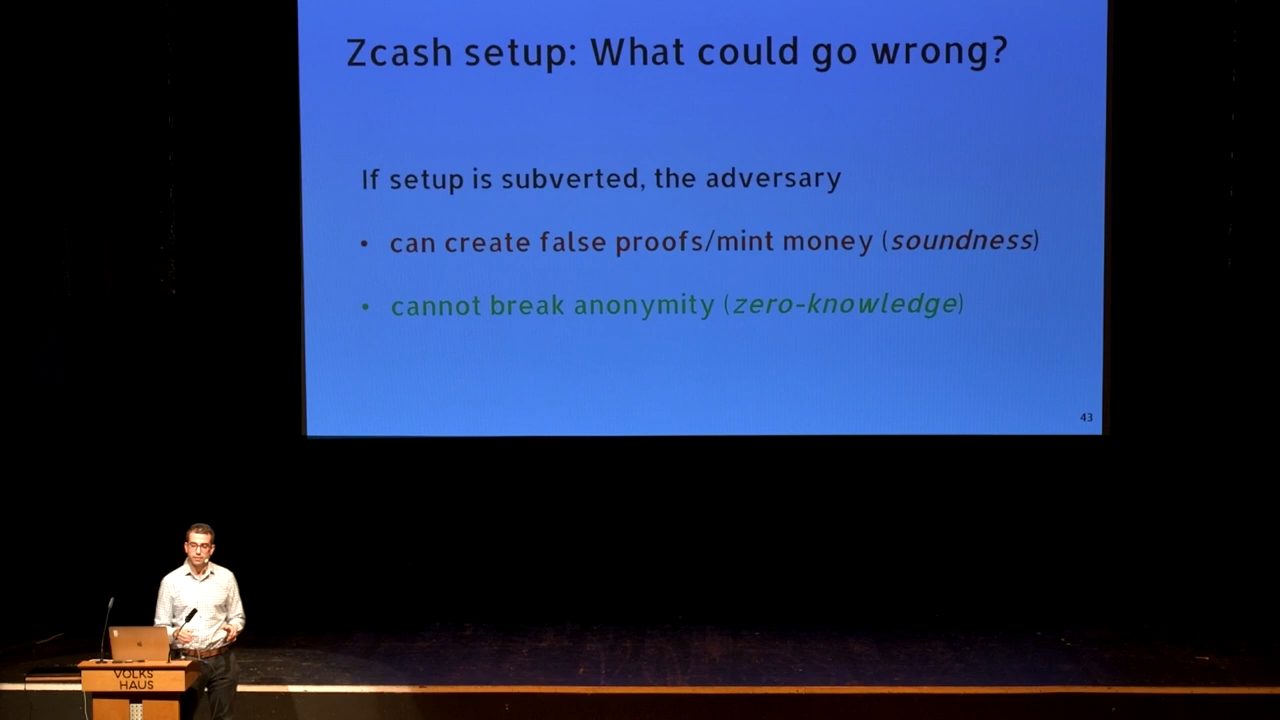 Zcash setup: What could go wrong?
If setup is subverted, the adversary
• can create false proofs/mint money (soundness)
• cannot break anonymity (zero-knowledge)
43
VOLKS
HAUS